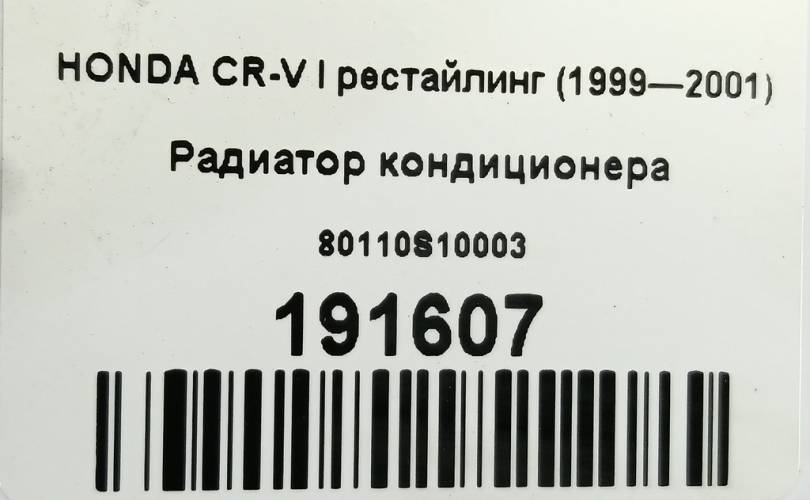 HONDA CR-V I рестайлинг (1999—2001)
Радиатор кондиционера
80110S10003
191607